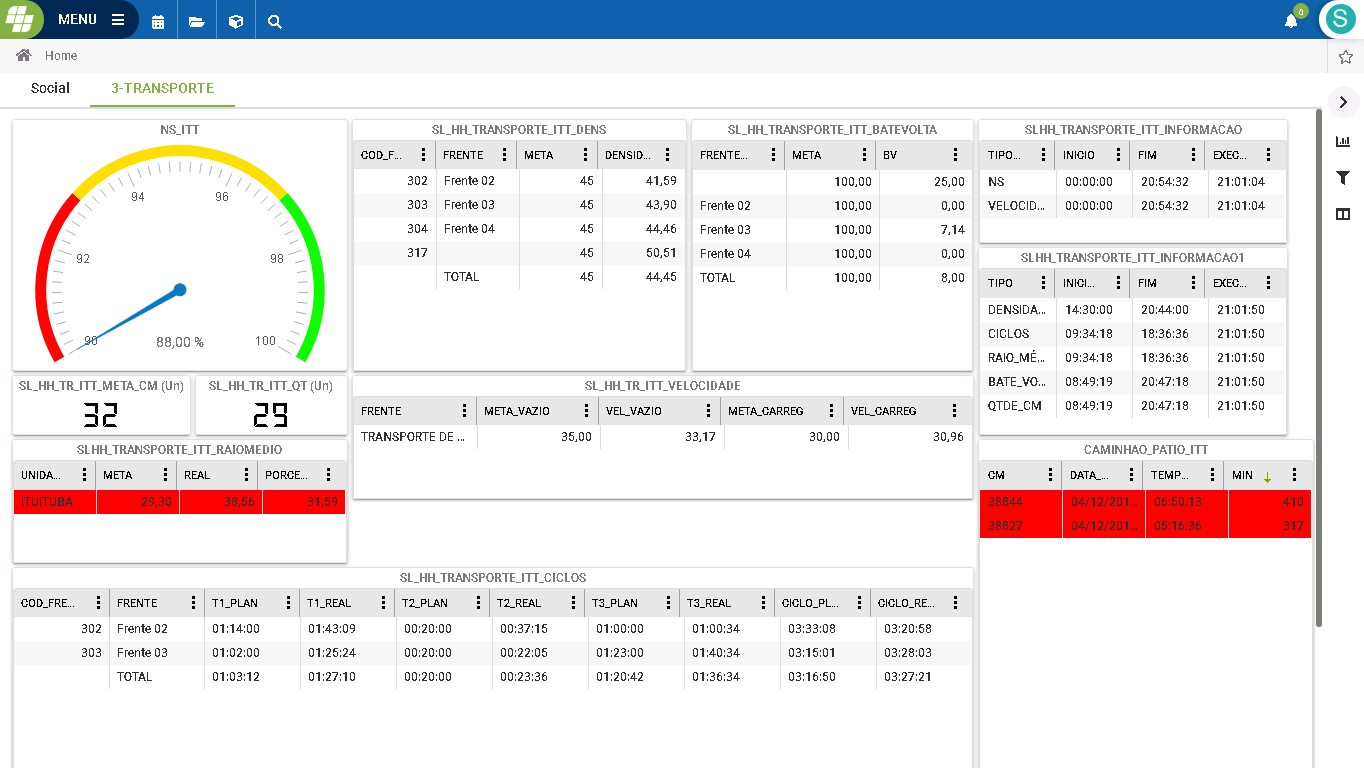 MENU
0
S
Home
Social
3-TRANSPORTE
NS_ITT
94
96
92
98
90
100
88,00 %
SL_HH_TRANSPORTE_ITT_DENS
COD_F... FRENTE META DENSID...
302 Frente 02 45 41,59
303 Frente 03 45 43,90
304 Frente 04 45 44,46
317 45 50,51
TOTAL 45 44,45
SL_HH_TRANSPORTE_ITT_BATEVOLTA
FRENTE... META BV
100,00 25,00
Frente 02 100,00 0,00
Frente 03 100,00 7,14
Frente 04 100,00 0,00
TOTAL 100,00 8,00
SLHH_TRANSPORTE_ITT_INFORMACAO
TIPO... INICIO FIM EXEC...
NS 00:00:00 20:54:32 21:01:04
VELOCID... 00:00:00 20:54:32 21:01:04
SLHH_TRANSPORTE_ITT_INFORMACAO1
TIPO INICI... FIM EXEC...
DENSIDA... 14:30:00 20:44:00 21:01:50
CICLOS 09:34:18 18:36:36 21:01:50
RAIO_MÉ... 09:34:18 18:36:36 21:01:50
BATE_VO... 08:49:19 20:47:18 21:01:50
QTDE_CM 08:49:19 20:47:18 21:01:50
SL_HH_TR_ITT_META_CM (Un)
32
SL_HH_TR_ITT_QT (Un)
29
SL_HH_TR_ITT_VELOCIDADE
FRENTE META_VAZIO VEL_VAZIO META_CARREG VEL_CARREG
TRANSPORTE DE ... 35,00 33,17 30,00 30,96
SLHH_TRANSPORTE_ITT_RAIOMEDIO
UNIDA... META REAL PORCE...
ITUIUTABA 29,30 38,56 31,59
CAMINHAO_PATIO_ITT
CM DATA_... TEMP... MIN
38844 04/12/201... 06:50:13 410
38827 04/12/201... 05:16:36 317
SL_HH_TRANSPORTE_ITT_CICLOS
COD_FRE... FRENTE T1_PLAN T1_REAL T2_PLAN T2_REAL T3_PLAN T3_REAL CICLO_PL... CICLO_RE...
302 Frente 02 01:14:00 01:43:09 00:20:00 00:37:15 01:00:00 01:00:34 03:33:08 03:20:58
303 Frente 03 01:02:00 01:25:24 00:20:00 00:22:05 01:23:00 01:40:34 03:15:01 03:28:03
TOTAL 01:03:12 01:27:10 00:20:00 00:23:36 01:20:42 01:36:34 03:16:50 03:27:21